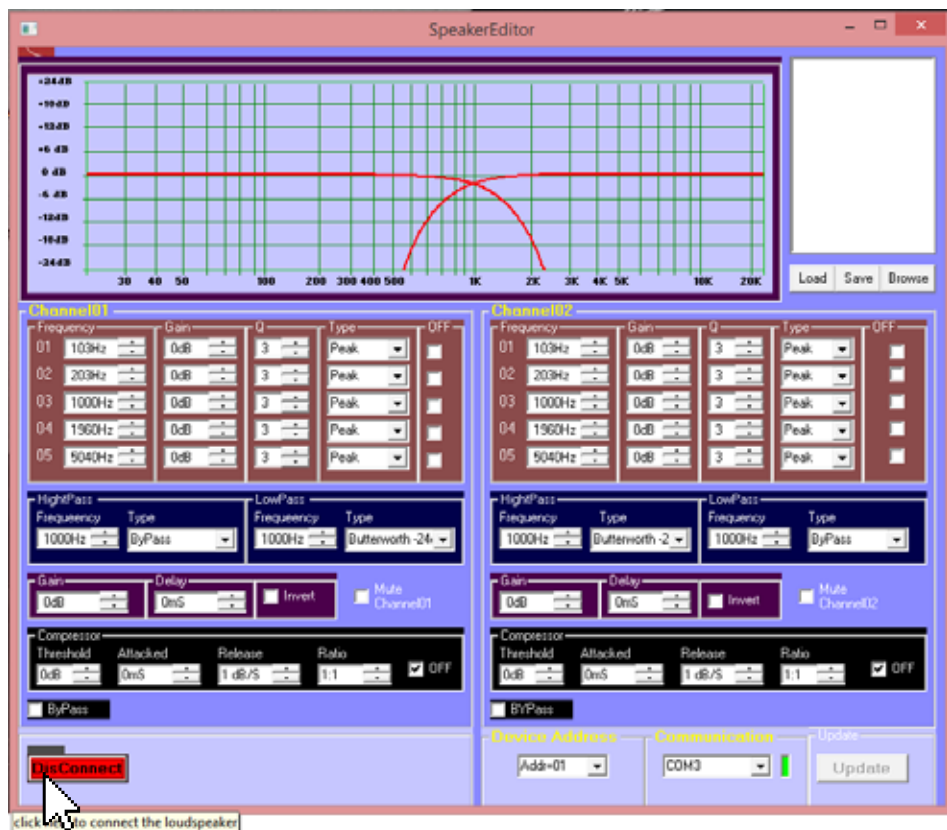 SpeakerEditor
+24dB
-12dB
+6 dB
0 dB
-6 dB
-12dB
-24dB
30 40 50 100 200 300 400 500 1K 2K 3K 4K 5K 10K 20K
Load Save Browse
Channel01
Frequency Gain Q Type OFF
01 103Hz 0dB 3 Peak
02 203Hz 0dB 3 Peak
03 1000Hz 0dB 3 Peak
04 1960Hz 0dB 3 Peak
05 5040Hz 0dB 3 Peak
HightPass LowPass
Frequeency Type Frequeency Type
1000Hz ByPass 1000Hz Butterworth -24
Gain Delay
0dB 0mS Invert Mute Channel01
Compressor
Threshold Attacked Release Ratio
0dB 0mS 1 dB/S 1:1 OFF
ByPass
Channel02
Frequency Gain Q Type OFF
01 103Hz 0dB 3 Peak
02 203Hz 0dB 3 Peak
03 1000Hz 0dB 3 Peak
04 1960Hz 0dB 3 Peak
05 5040Hz 0dB 3 Peak
HightPass LowPass
Frequeency Type Frequeency Type
1000Hz Butterworth -2 1000Hz ByPass
Gain Delay
0dB 0mS Invert Mute Channel02
Compressor
Threshold Attacked Release Ratio
0dB 0mS 1 dB/S 1:1 OFF
BYPass
DisConnect
Device Address Communication Update
Addr=01 COM3 Update
click to connect the loudspeaker